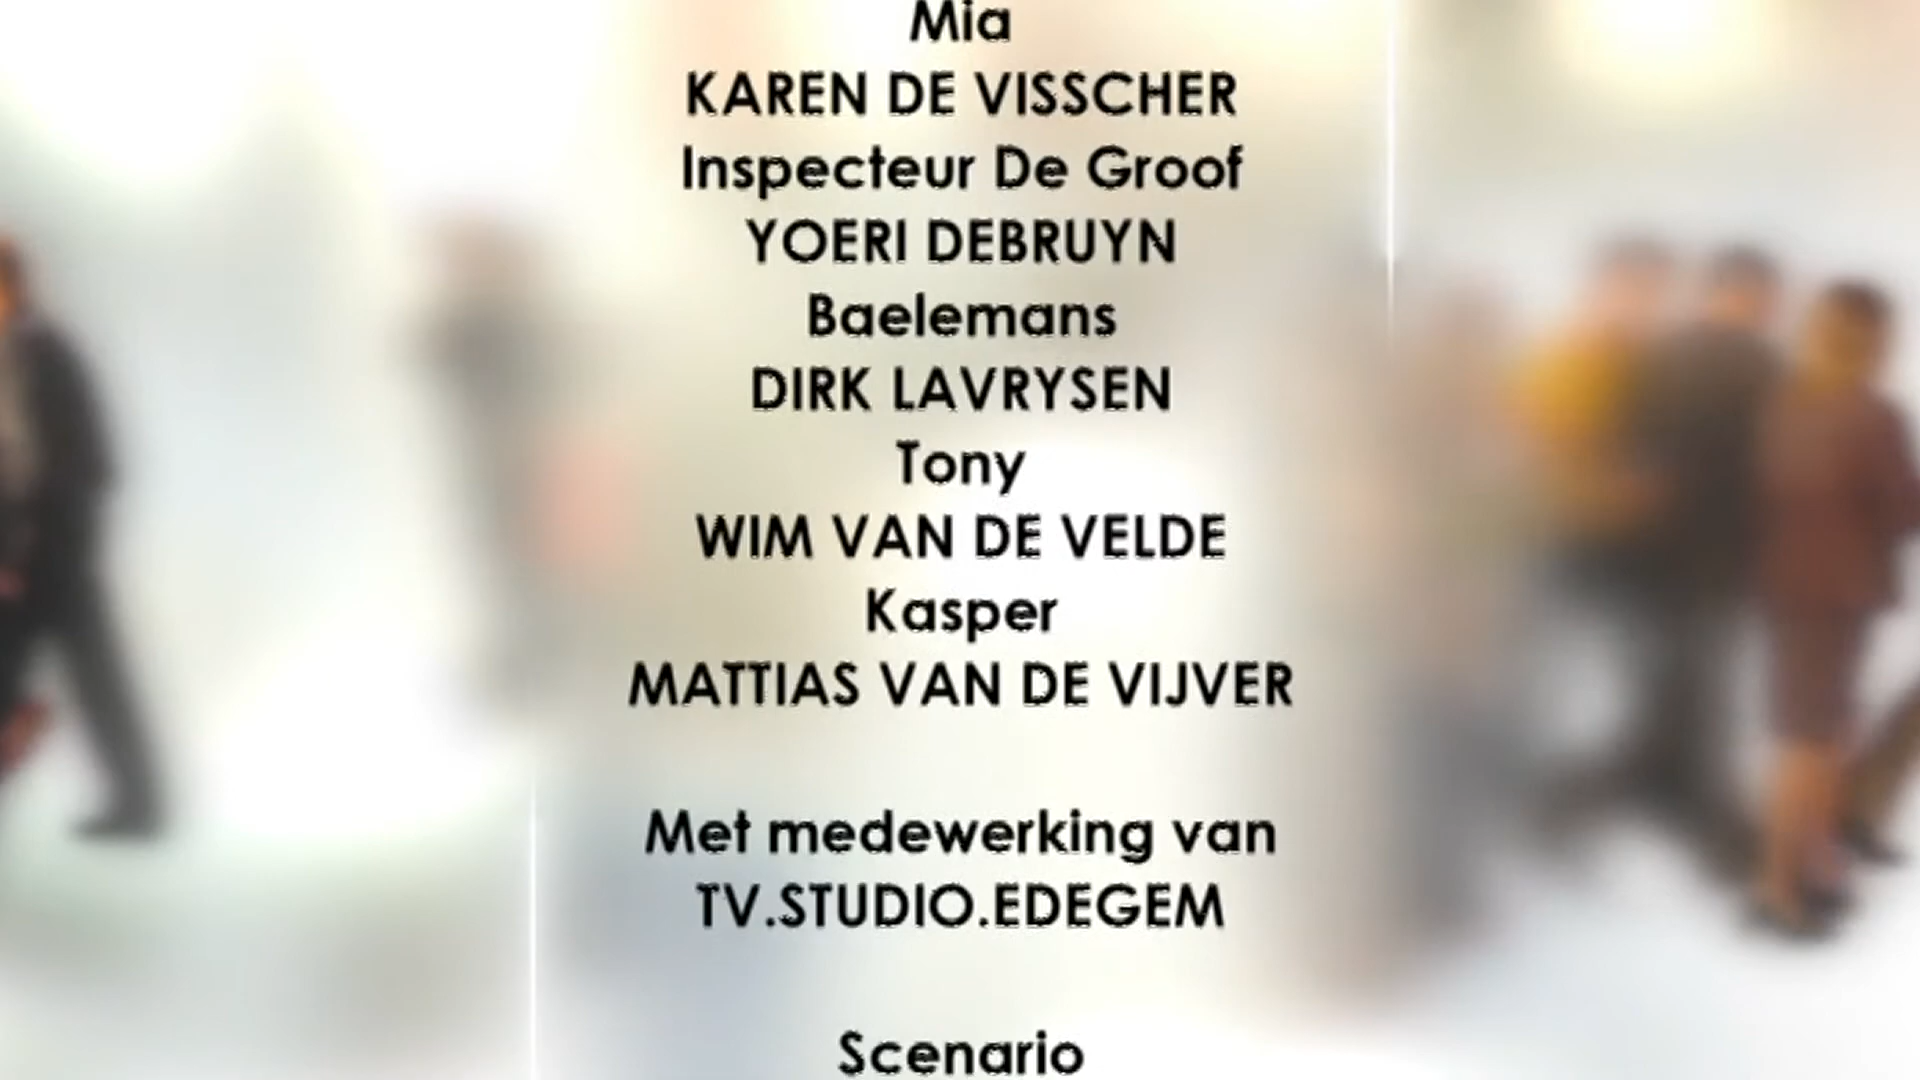 Mia
KAREN DE VISSCHER
Inspecteur De Groof
YOERI DEBRUYN
Baelemans
DIRK LAVRYSEN
Tony
WIM VAN DE VELDE
Kasper
MATTIAS VAN DE VIJVER
Met medewerking van
TV.STUDIO.EDEGEM
Scenario